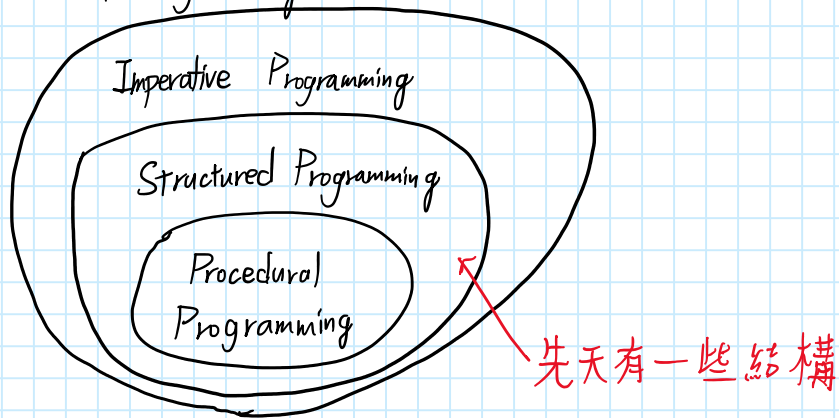 Imperative Programming
Structured Programming
Procedural
Programming
先天有一些結構